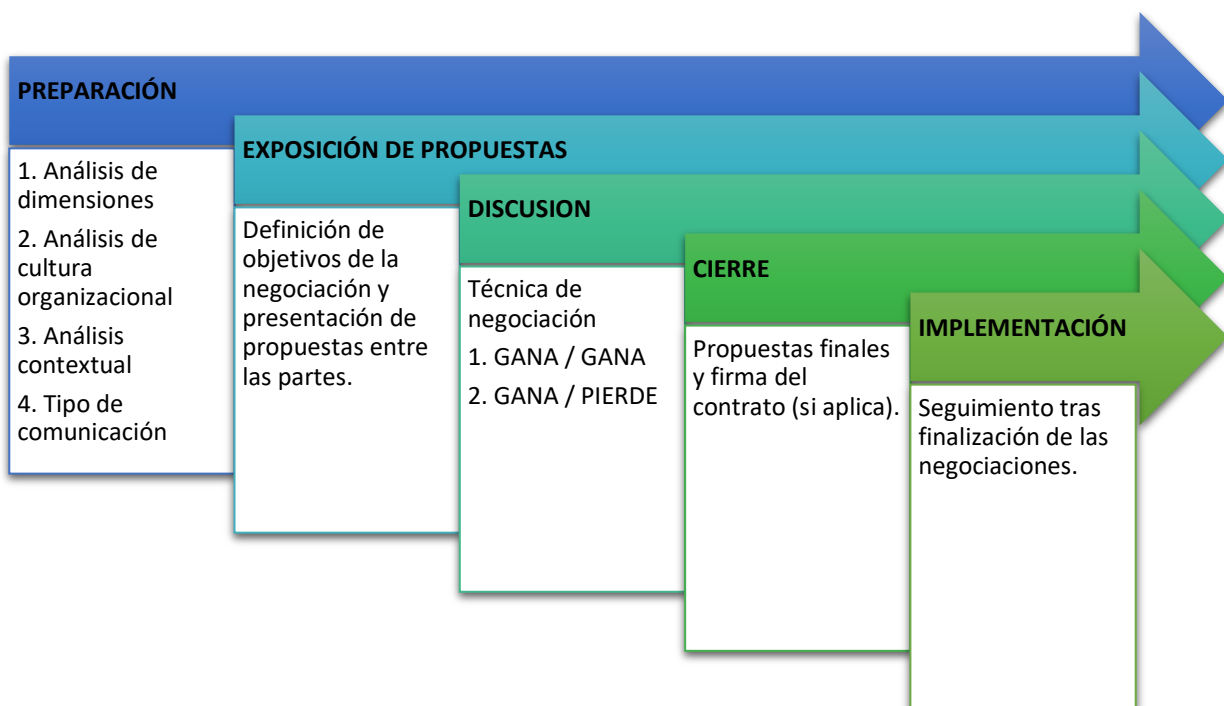 PREPARACIÓN
1. Análisis de
dimensiones
2. Análisis de
cultura
organizacional
3. Análisis
contextual
4. Tipo de
comunicación
EXPOSICIÓN DE PROPUESTAS
Definición de
objetivos de la
negociación y
presentación de
propuestas entre
las partes.
DISCUSION
Técnica de
negociación
1. GANA / GANA
2. GANA / PIERDE
CIERRE
Propuestas finales
y firma del
contrato (si aplica).
IMPLEMENTACIÓN
Seguimiento tras
finalización de las
negociaciones.